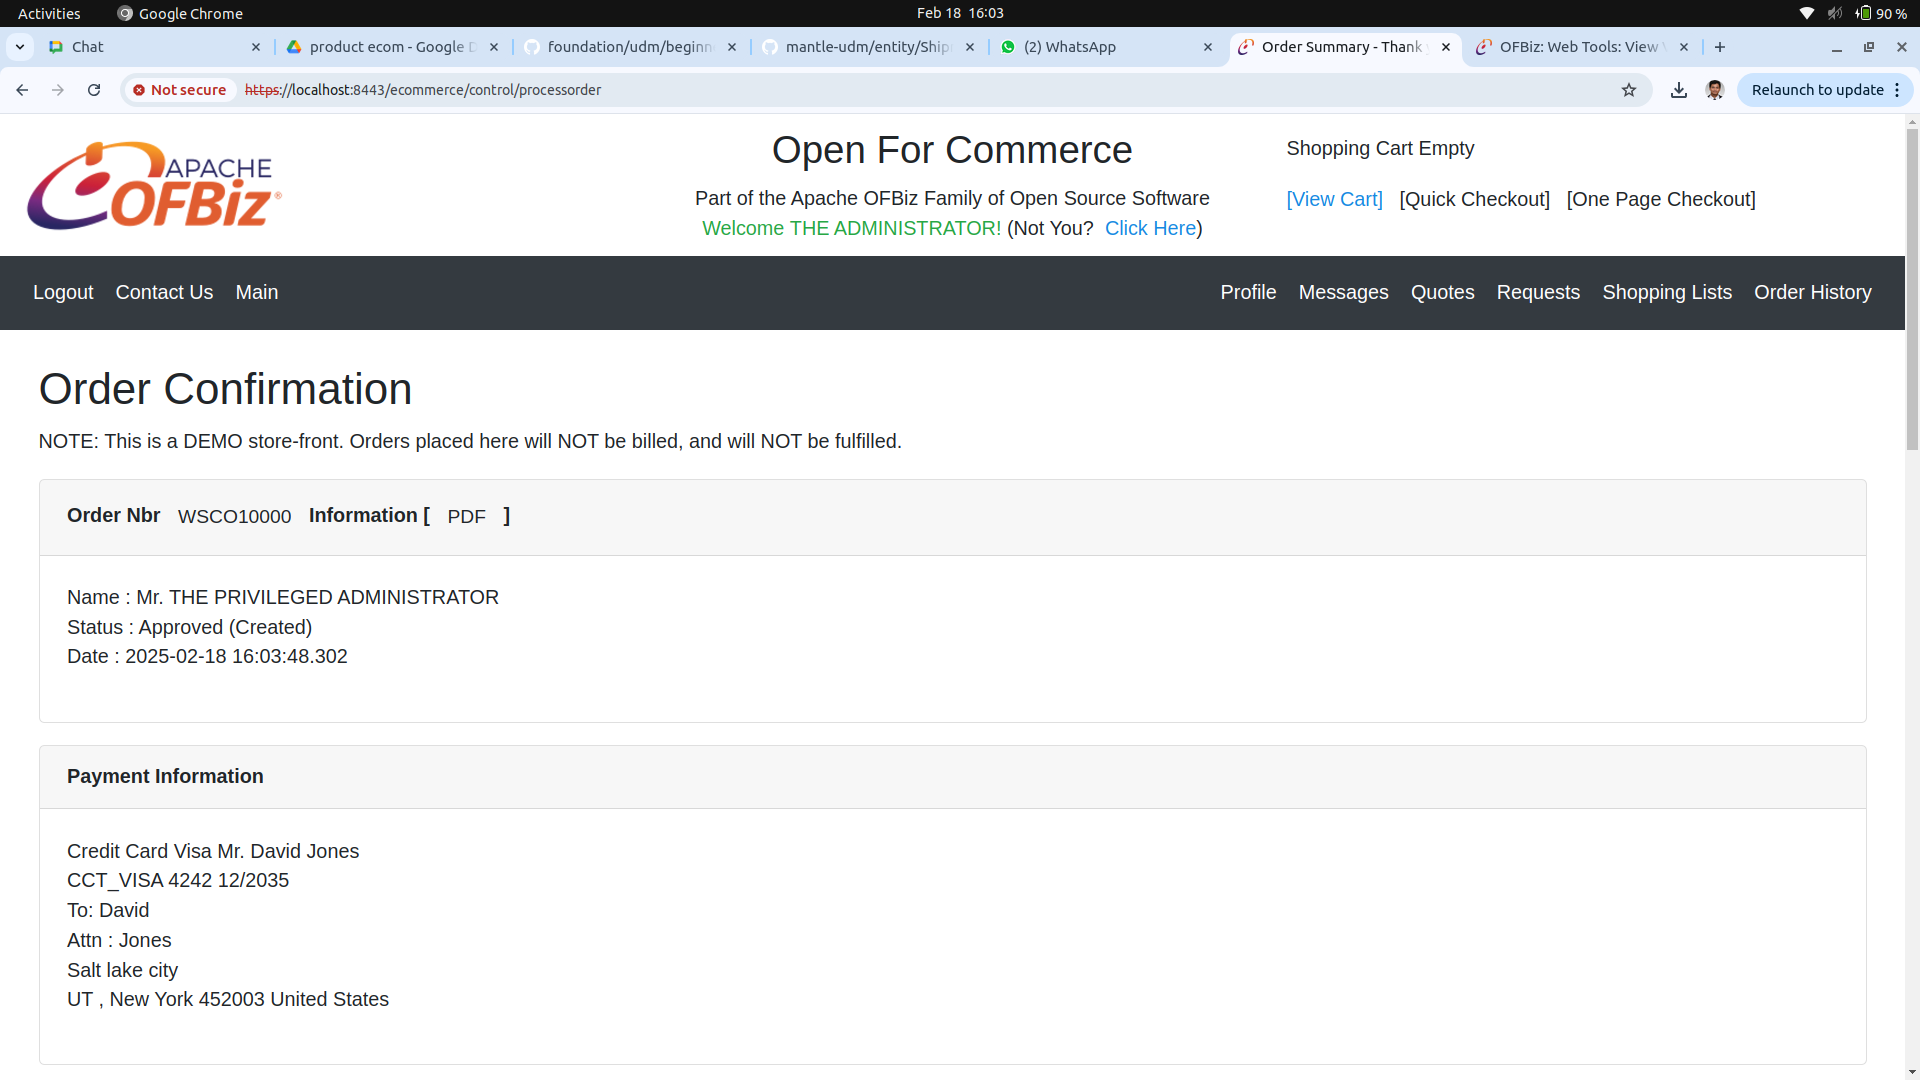 Activities Google Chrome Feb 18 16:03 90 %
Chat product ecom - Google D foundation/udm/beginn mantle-udm/entity/Ship (2) WhatsApp Order Summary - Thank y OFBiz: Web Tools: View
Not secure https://localhost:8443/ecommerce/control/processorder Relaunch to update
APACHE
OFBiz®
Open For Commerce
Part of the Apache OFBiz Family of Open Source Software
Welcome THE ADMINISTRATOR! (Not You? Click Here)
Shopping Cart Empty
[View Cart] [Quick Checkout] [One Page Checkout]
Logout Contact Us Main Profile Messages Quotes Requests Shopping Lists Order History
Order Confirmation
NOTE: This is a DEMO store-front. Orders placed here will NOT be billed, and will NOT be fulfilled.
Order Nbr WSCO10000 Information [ PDF ]
Name : Mr. THE PRIVILEGED ADMINISTRATOR
Status : Approved (Created)
Date : 2025-02-18 16:03:48.302
Payment Information
Credit Card Visa Mr. David Jones
CCT_VISA 4242 12/2035
To: David
Attn : Jones
Salt lake city
UT , New York 452003 United States